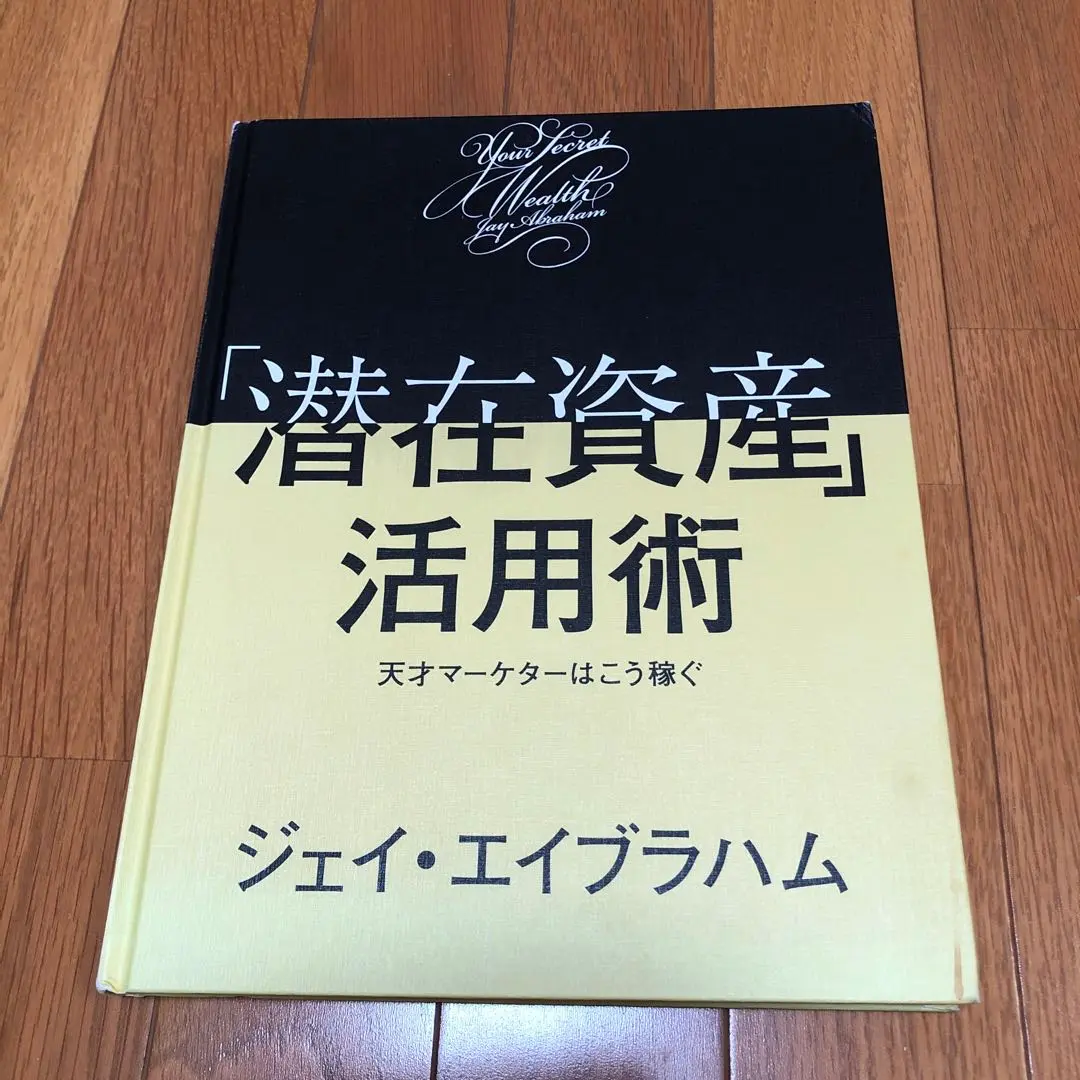 Your Secret
Wealth
Jay Abraham
「潜在資産」
活用術
天才マーケターはこう稼ぐ
ジェイ・エイブラハム